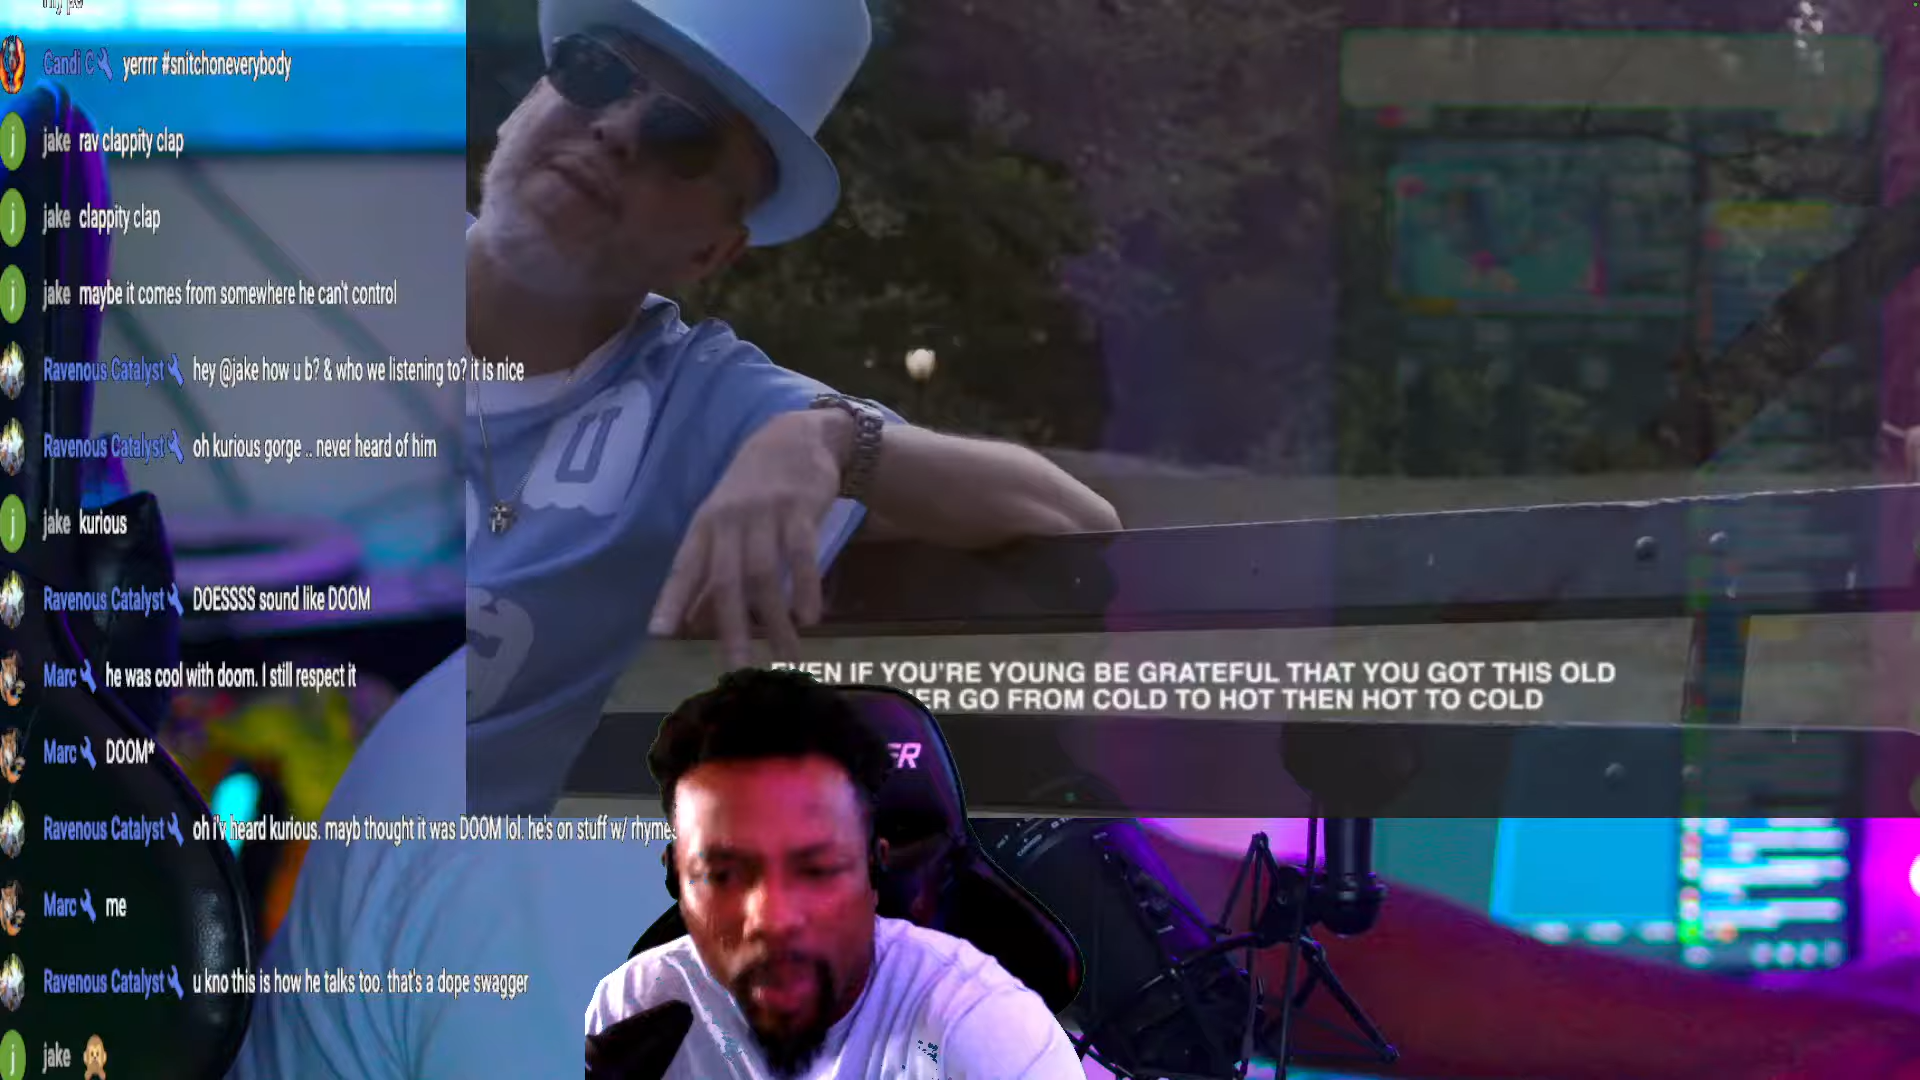 Candi C yerrrr #snitchoneverybody
jake rav clappity clap
jake clappity clap
jake maybe it comes from somewhere he can't control
Ravenous Catalyst hey @jake how u b? & who we listening to? it is nice
Ravenous Catalyst oh kurious gorge .. never heard of him
jake kurious
Ravenous Catalyst DOESSSS sound like DOOM
Marc he was cool with doom. I still respect it
Marc DOOM*
Ravenous Catalyst oh i'v heard kurious. mayb thought it was DOOM lol. he's on stuff w/
Marc me
Ravenous Catalyst u kno this is how he talks too. that's a dope swagger
jake
IF YOU'RE YOUNG BE GRATEFUL THAT YOU GOT THIS OLD
GO FROM COLD TO HOT THEN HOT TO COLD
U